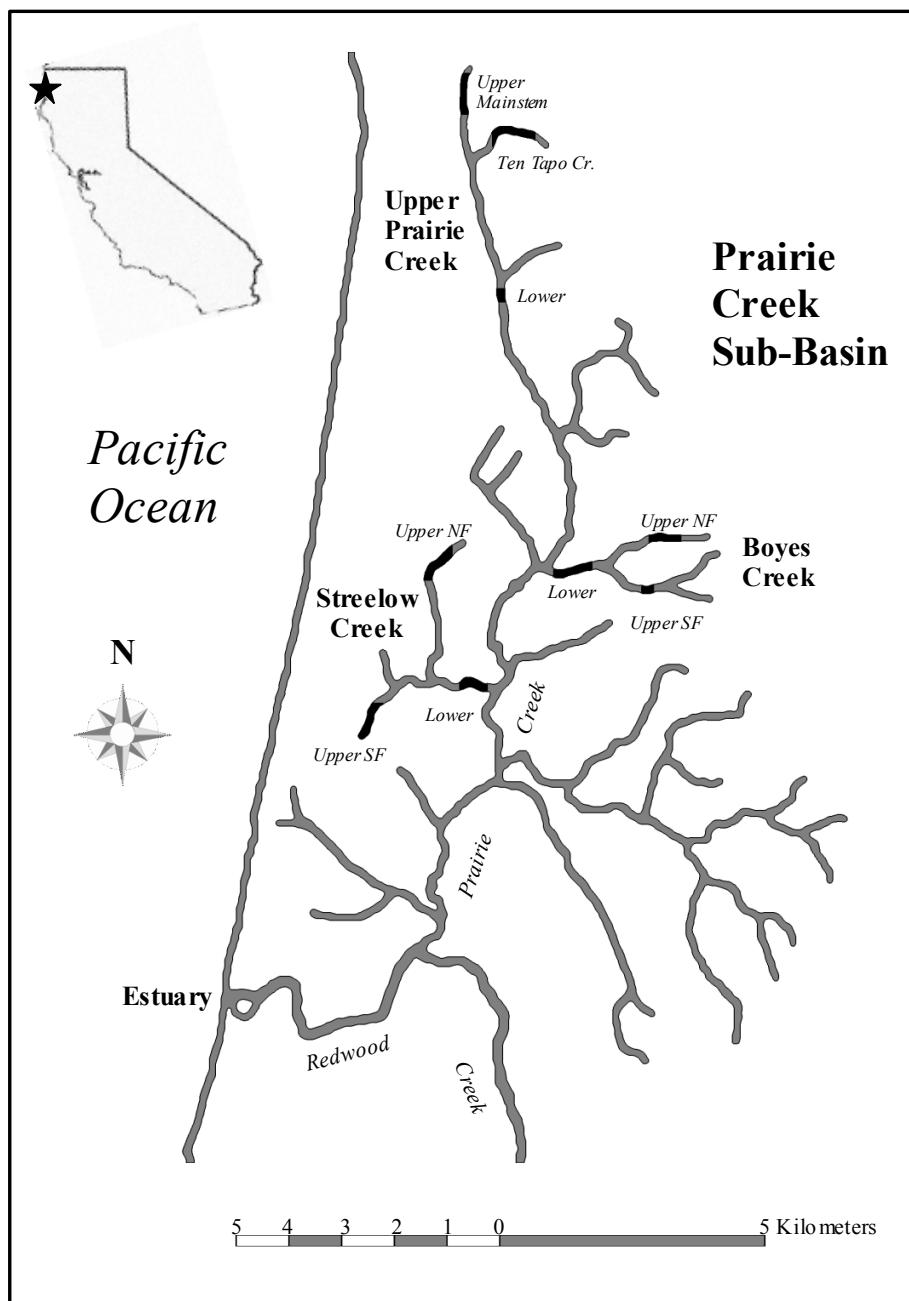 Upper
Mainstem
Ten Tapo Cr.
Upper
Prairie
Creek
Lower
Prairie
Creek
Sub-Basin
Pacific
Ocean
Upper NF
Streelow
Creek
Lower
Upper SF
Upper NF
Boyes
Creek
Lower
Upper SF
N
Creek
Prairie
Estuary
Redwood
Creek
5 4 3 2 1 0 5 Kilometers